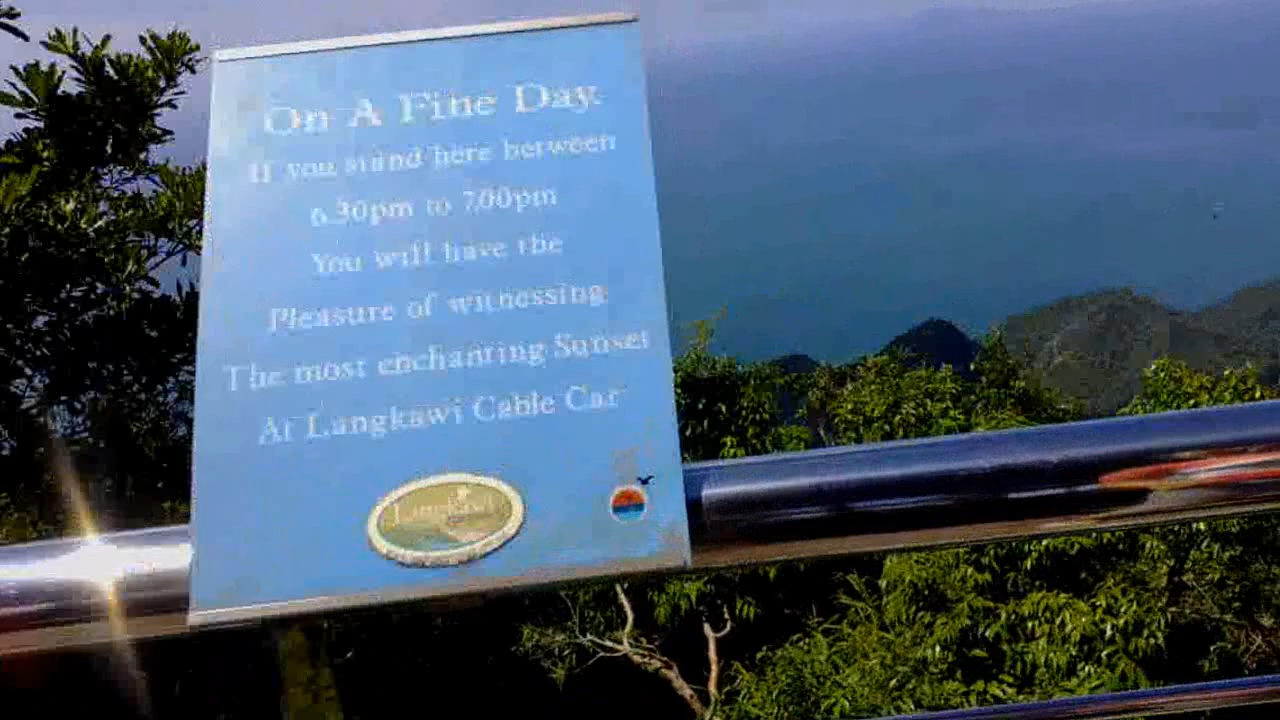 On A Fine Day.
If you stand here between
6.30pm to 7.00pm
You will have the
Pleasure of witnessing
The most enchanting Sunset
At Langkawi Cable Car